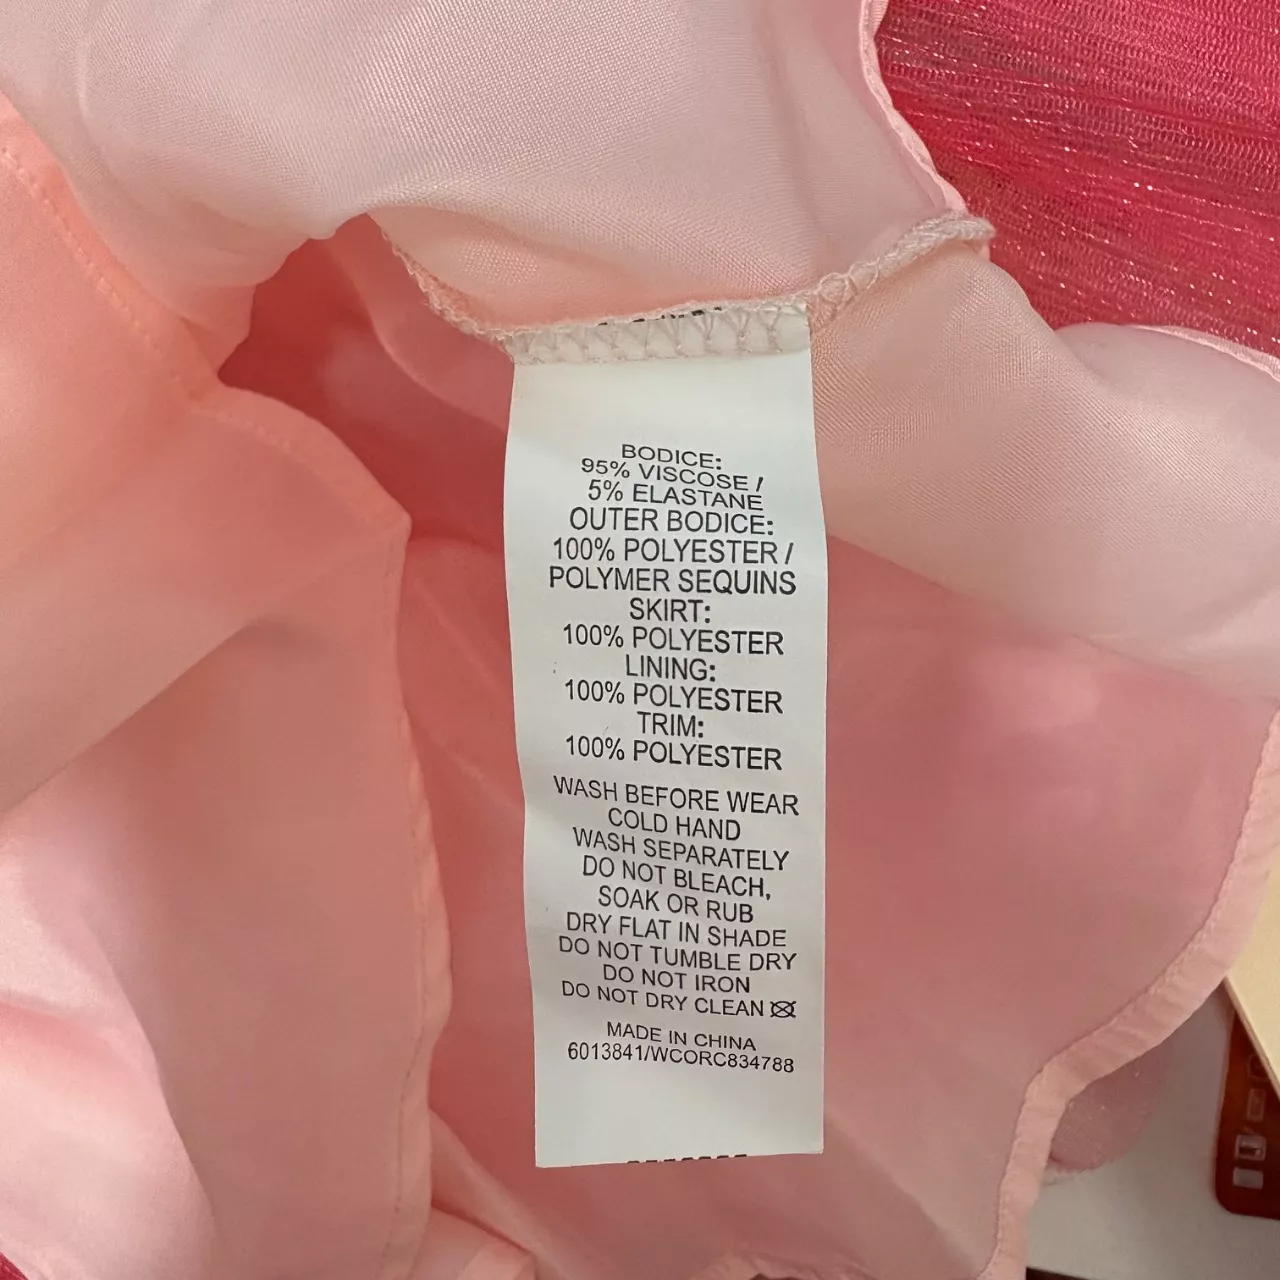 BODICE:
95% VISCOSE /
5% ELASTANE
OUTER BODICE:
100% POLYESTER /
POLYMER SEQUINS
SKIRT:
100% POLYESTER
LINING:
100% POLYESTER
TRIM:
100% POLYESTER
WASH BEFORE WEAR
COLD HAND
WASH SEPARATELY
DO NOT BLEACH,
SOAK OR RUB
DRY FLAT IN SHADE
DO NOT TUMBLE DRY
DO NOT IRON
DO NOT DRY CLEAN
MADE IN CHINA
6013841/WCORC834788